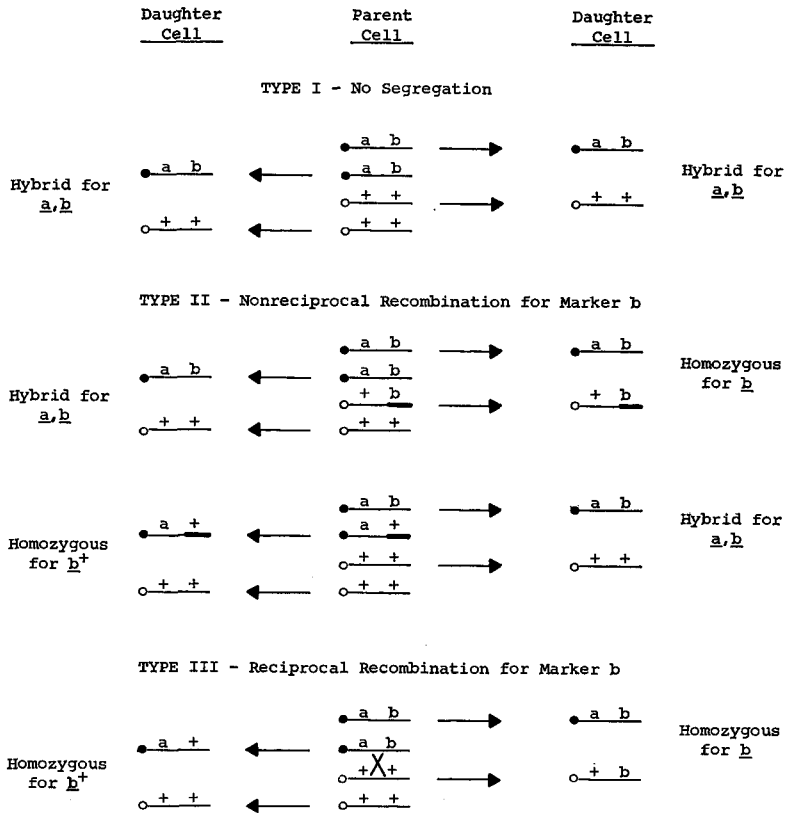 Daughter Cell Parent Cell Daughter Cell
TYPE I - No Segregation
a b
a b a b a b
Hybrid for a,b + + Hybrid for a,b
+ + + + + +
TYPE II - Nonreciprocal Recombination for Marker b
a b a b
a b a b Homozygous for b
Hybrid for a,b + b + b
+ + + +
a b a b
a + a + Hybrid for a,b
Homozygous for b+ + + + +
+ + + +
TYPE III - Reciprocal Recombination for Marker b
a b a b
a + a b Homozygous for b
Homozygous for b+ + + + b
+ + + +